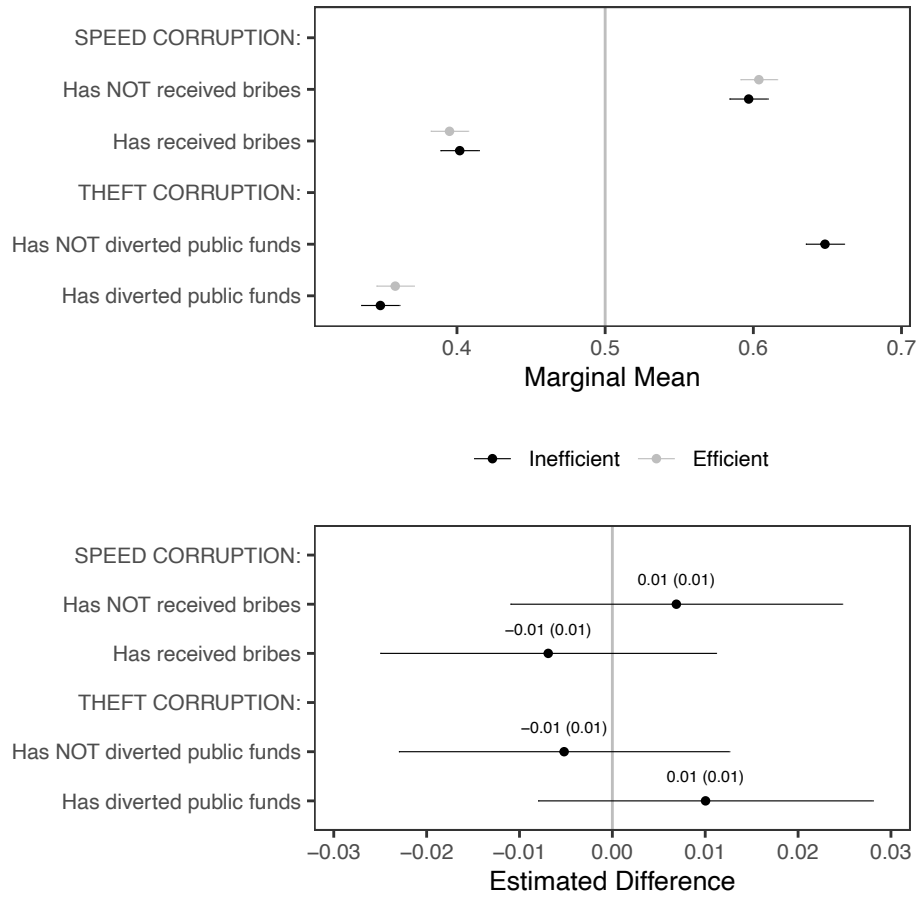 SPEED CORRUPTION:
Has NOT received bribes
Has received bribes
THEFT CORRUPTION:
Has NOT diverted public funds
Has diverted public funds
0.4 0.5 0.6 0.7
Marginal Mean
Inefficient Efficient
SPEED CORRUPTION:
0.01 (0.01)
Has NOT received bribes
−0.01 (0.01)
Has received bribes
THEFT CORRUPTION:
−0.01 (0.01)
Has NOT diverted public funds
0.01 (0.01)
Has diverted public funds
−0.03 −0.02 −0.01 0.00 0.01 0.02 0.03
Estimated Difference